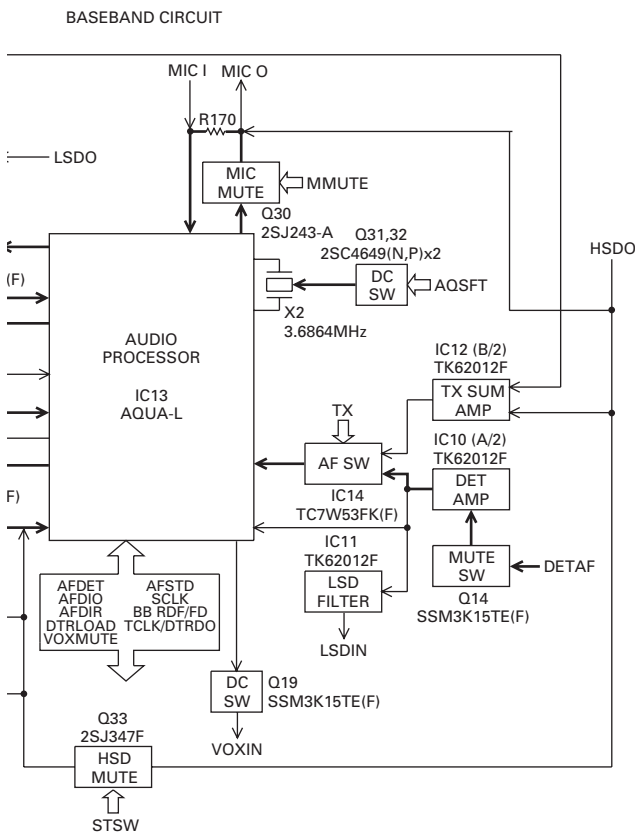 BASEBAND CIRCUIT
MIC I
MIC O
R170
LSDO
MIC
MUTE
MMUTE
Q30
2SJ243-A
Q31,32
2SC4649(N,P)x2
HSDO
DC
SW
AQSFT
(F)
X2
3.6864MHz
AUDIO
PROCESSOR
IC13
AQUA-L
IC12 (B/2)
TK62012F
TX SUM
AMP
TX
IC10 (A/2)
TK62012F
AF SW
DET
AMP
F)
IC14
TC7W53FK(F)
IC11
TK62012F
MUTE
SW
DETAF
LSD
FILTER
Q14
SSM3K15TE(F)
AFDET
AFDIO
AFDIR
DTRLOAD
VOXMUTE
AFSTD
SCLK
BB RDF/FD
TCLK/DTRDO
LSDIN
DC
SW
Q19
SSM3K15TE(F)
Q33
2SJ347F
VOXIN
HSD
MUTE
STSW